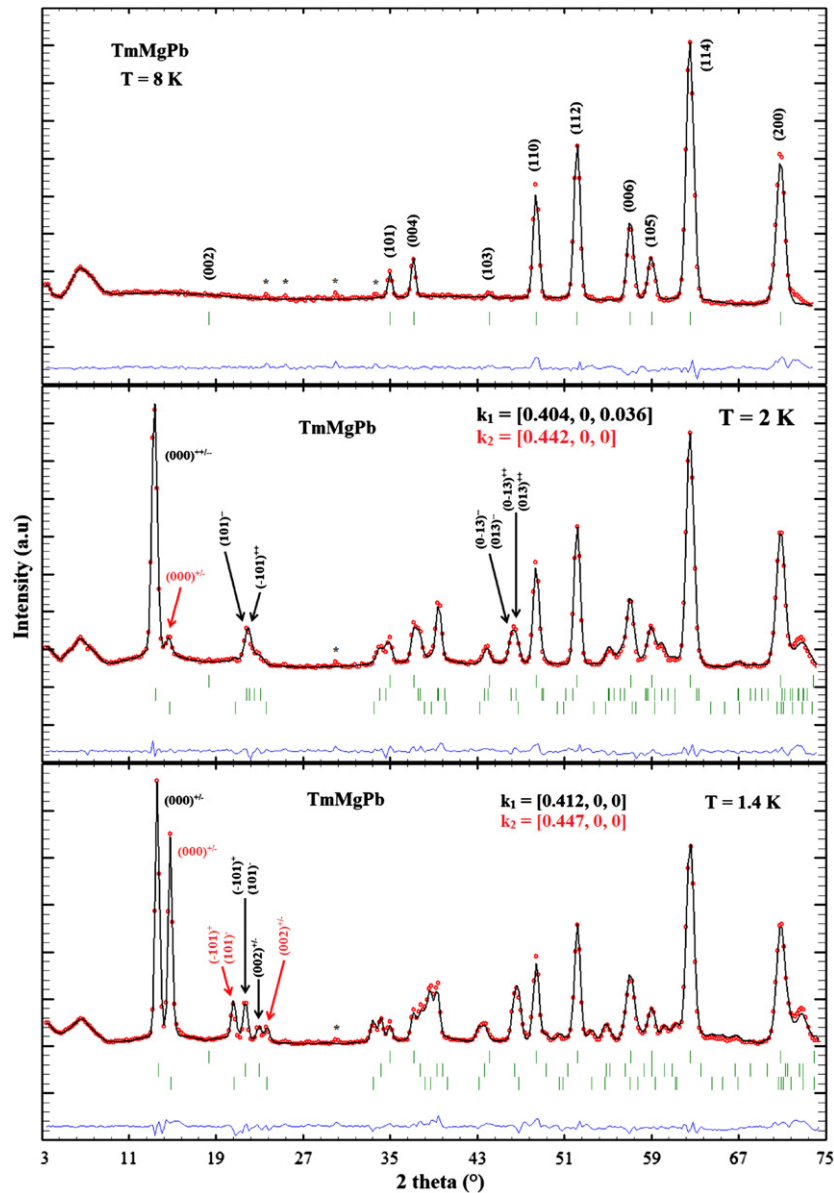 TmMgPb
T = 8 K
(002)
*
*
*
*
(101)
(004)
(103)
(110)
(112)
(006)
(105)
(114)
(200)
TmMgPb
k₁ = [0.404, 0, 0.036]
k₂ = [0.442, 0, 0]
T = 2 K
(000)⁺⁺/⁻⁻
(000)⁺/⁻
(101)⁻⁻
(-101)⁺⁺
*
(0-13)⁻⁻
(013)⁻⁻
(0-13)⁺⁺
(013)⁺⁺
Intensity (a.u)
TmMgPb
k₁ = [0.412, 0, 0]
k₂ = [0.447, 0, 0]
T = 1.4 K
(000)⁺/⁻
(000)⁺/⁻
(-101)⁺
(101)⁻
(-101)⁺
(101)⁻
(002)⁺/⁻
(002)⁺/⁻
*
3 11 19 27 35 43 51 59 67 75
2 theta (°)